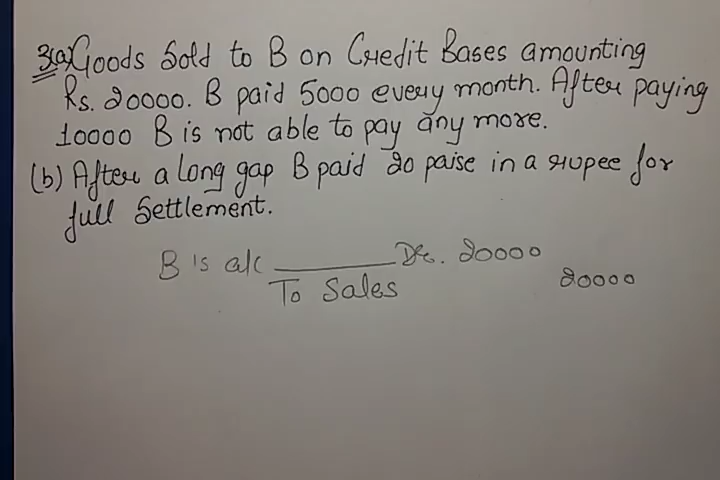 3(a) Goods Sold to B on Credit Bases amounting
Rs. 20000. B paid 5000 every month. After paying
10000 B is not able to pay any more.
(b) After a long gap B paid 20 paise in a rupee for
full Settlement.
B's a/c ________ Dr. 20000
To Sales 20000